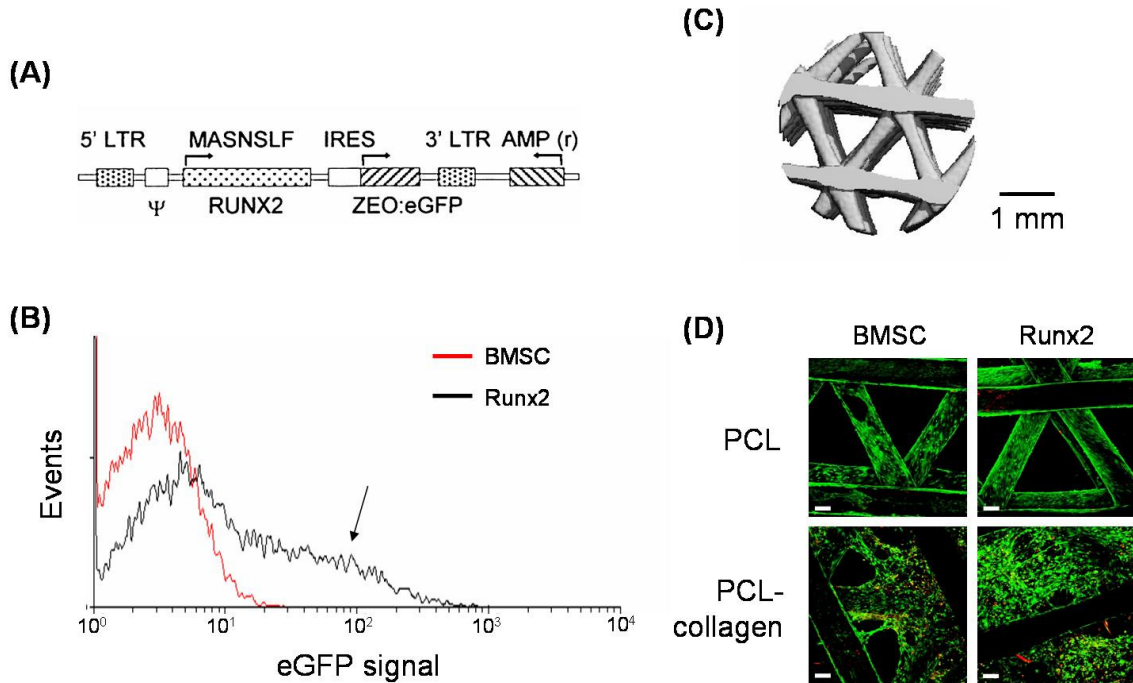 (A)
5' LTR MASNSLF IRES 3' LTR AMP (r)
Ψ RUNX2 ZEO:eGFP
(B)
BMSC
Runx2
Events
10⁰ 10¹ 10² 10³ 10⁴
eGFP signal
(C)
1 mm
(D)
BMSC Runx2
PCL
PCL-
collagen